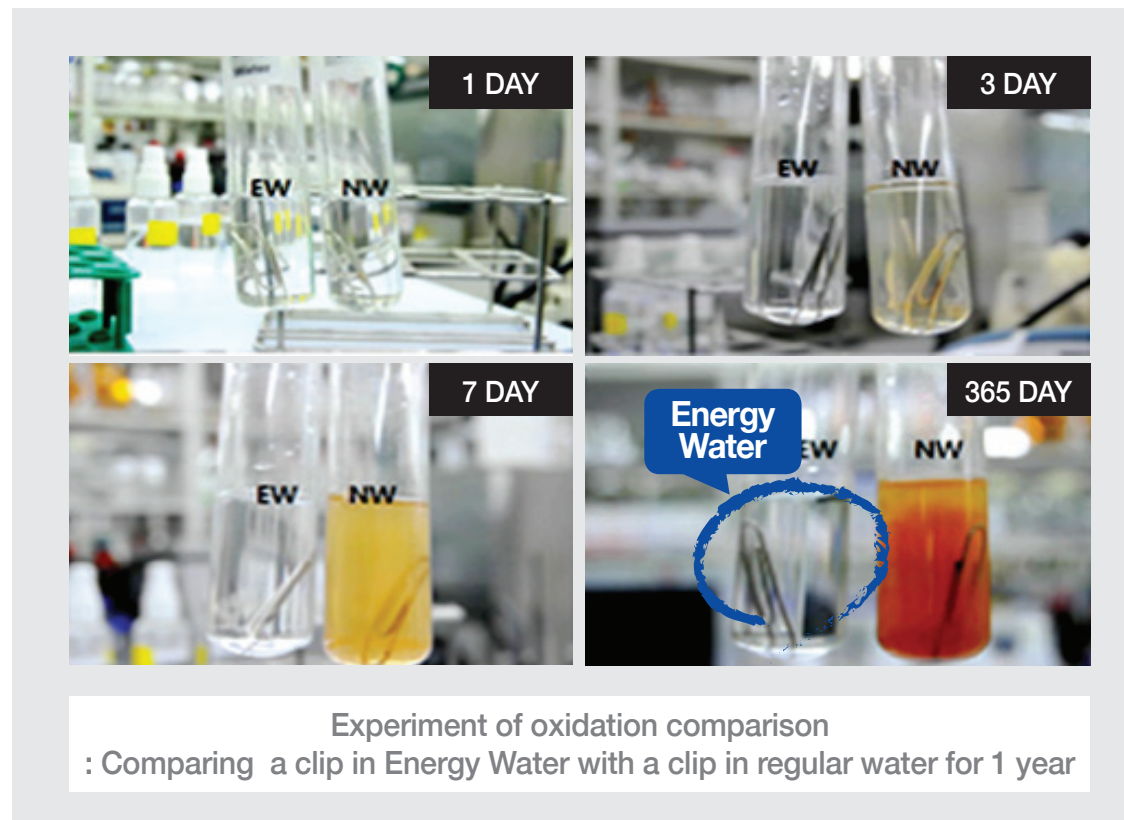 1 DAY
EW
NW
3 DAY
EW
NW
7 DAY
EW
NW
365 DAY
Energy
Water
EW
NW
Experiment of oxidation comparison
: Comparing a clip in Energy Water with a clip in regular water for 1 year